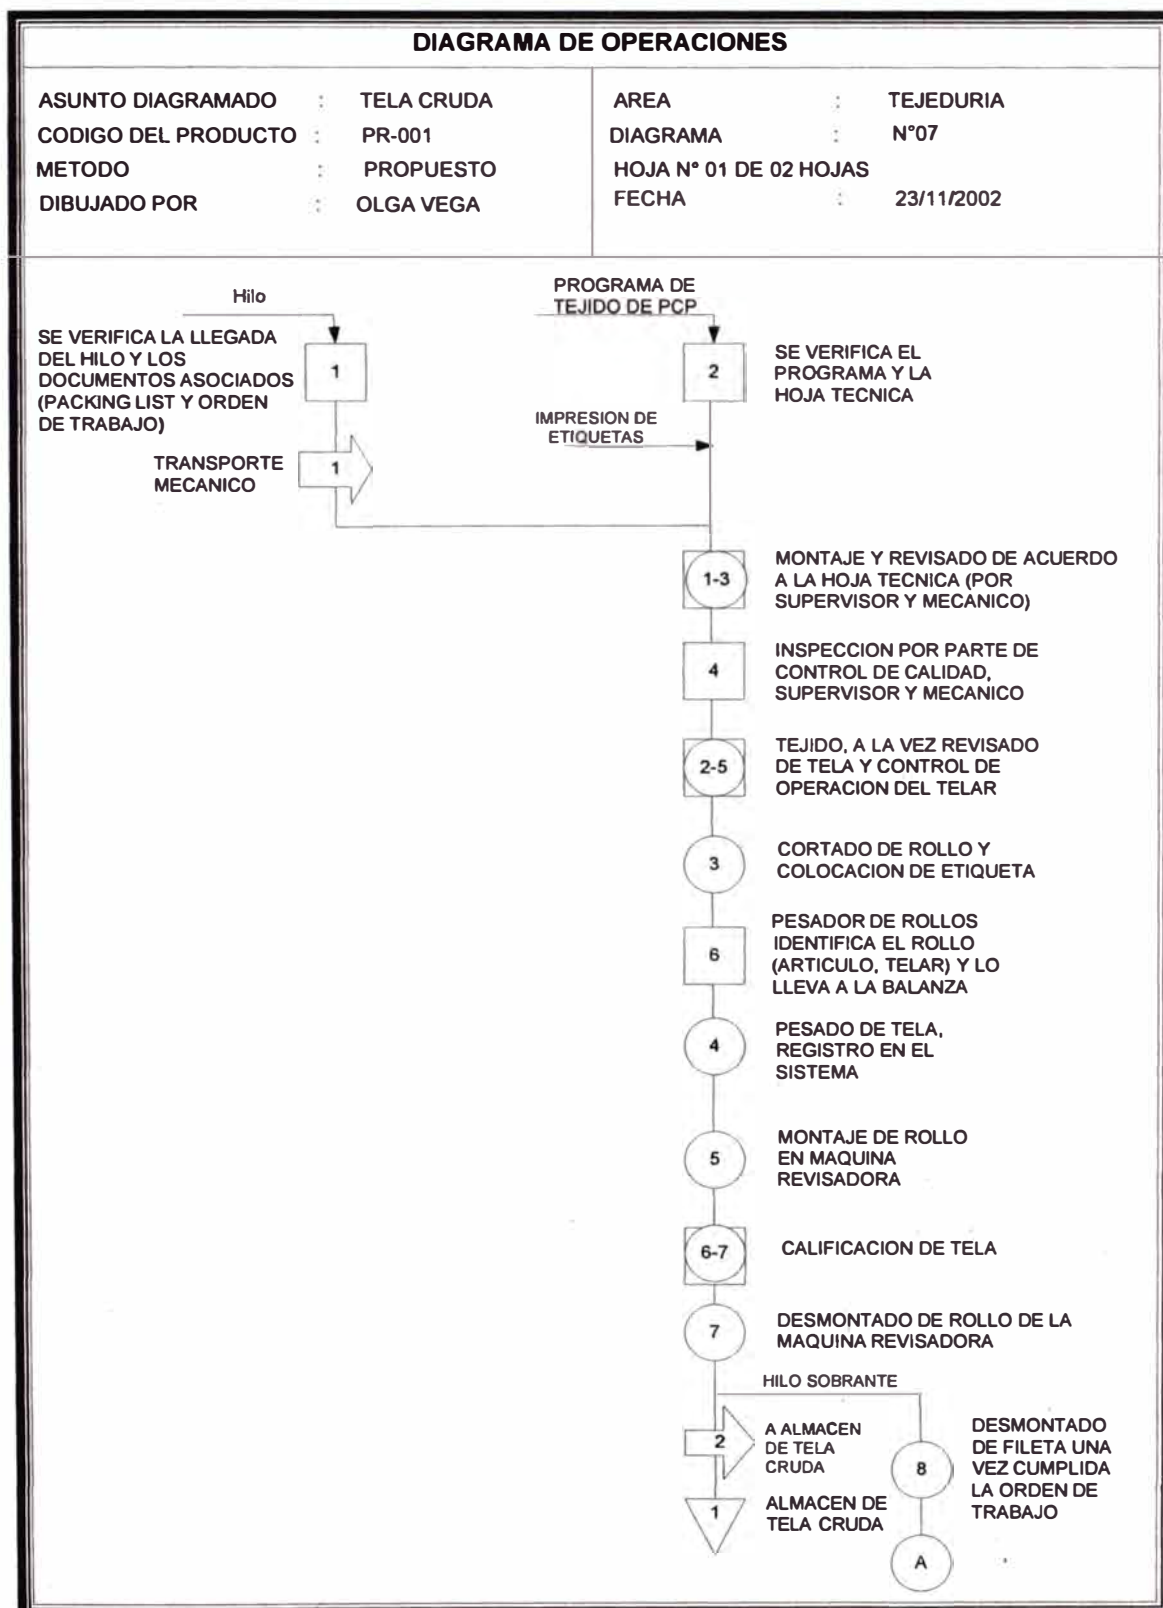 DIAGRAMA DE OPERACIONES
ASUNTO DIAGRAMADO : TELA CRUDA
CODIGO DEL PRODUCTO : PR-001
METODO : PROPUESTO
DIBUJADO POR : OLGA VEGA
AREA : TEJEDURIA
DIAGRAMA : N°07
HOJA N° 01 DE 02 HOJAS
FECHA : 23/11/2002
Hilo
SE VERIFICA LA LLEGADA
DEL HILO Y LOS
DOCUMENTOS ASOCIADOS
(PACKING LIST Y ORDEN
DE TRABAJO)
1
TRANSPORTE
MECANICO
1
PROGRAMA DE
TEJIDO DE PCP
2
SE VERIFICA EL
PROGRAMA Y LA
HOJA TECNICA
IMPRESION DE
ETIQUETAS
1-3
MONTAJE Y REVISADO DE ACUERDO
A LA HOJA TECNICA (POR
SUPERVISOR Y MECANICO)
4
INSPECCION POR PARTE DE
CONTROL DE CALIDAD,
SUPERVISOR Y MECANICO
2-5
TEJIDO, A LA VEZ REVISADO
DE TELA Y CONTROL DE
OPERACION DEL TELAR
3
CORTADO DE ROLLO Y
COLOCACION DE ETIQUETA
6
PESADOR DE ROLLOS
IDENTIFICA EL ROLLO
(ARTICULO, TELAR) Y LO
LLEVA A LA BALANZA
4
PESADO DE TELA,
REGISTRO EN EL
SISTEMA
5
MONTAJE DE ROLLO
EN MAQUINA
REVISADORA
6-7
CALIFICACION DE TELA
7
DESMONTADO DE ROLLO DE LA
MAQUINA REVISADORA
HILO SOBRANTE
2
A ALMACEN
DE TELA
CRUDA
1
ALMACEN DE
TELA CRUDA
8
DESMONTADO
DE FILETA UNA
VEZ CUMPLIDA
LA ORDEN DE
TRABAJO
A